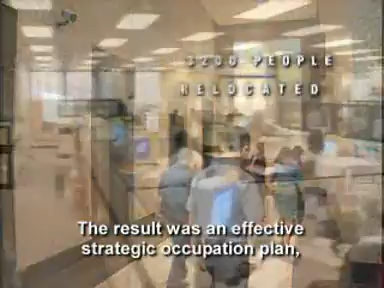 3200 PEOPLE
RELOCATED
The result was an effective
strategic occupation plan,